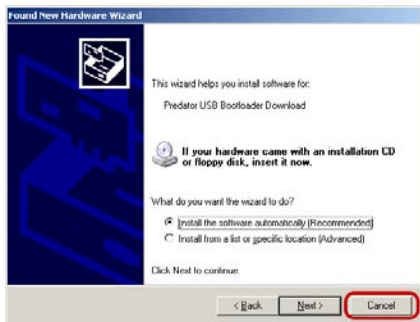 Found New Hardware Wizard
This wizard helps you install software for:
Predator USB Bootloader Download
If your hardware came with an installation CD
or floppy disk, insert it now.
What do you want the wizard to do?
Install the software automatically (Recommended)
Install from a list or specific location (Advanced)
Click Next to continue.
< Back Next > Cancel